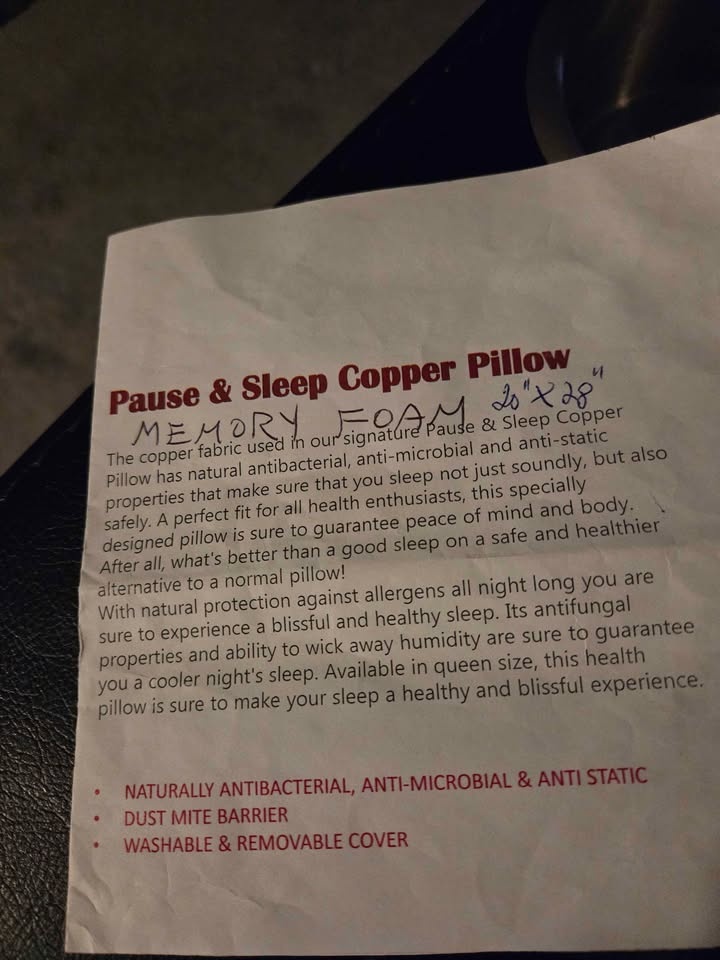 Pause & Sleep Copper Pillow
MEMORY FOAM 20" X 28"
The copper fabric used in our signature Pause & Sleep Copper
Pillow has natural antibacterial, anti-microbial and anti-static
properties that make sure that you sleep not just soundly, but also
safely. A perfect fit for all health enthusiasts, this specially
designed pillow is sure to guarantee peace of mind and body.
After all, what's better than a good sleep on a safe and healthier
alternative to a normal pillow!
With natural protection against allergens all night long you are
sure to experience a blissful and healthy sleep. Its antifungal
properties and ability to wick away humidity are sure to guarantee
you a cooler night's sleep. Available in queen size, this health
pillow is sure to make your sleep a healthy and blissful experience.
• NATURALLY ANTIBACTERIAL, ANTI-MICROBIAL & ANTI STATIC
• DUST MITE BARRIER
• WASHABLE & REMOVABLE COVER